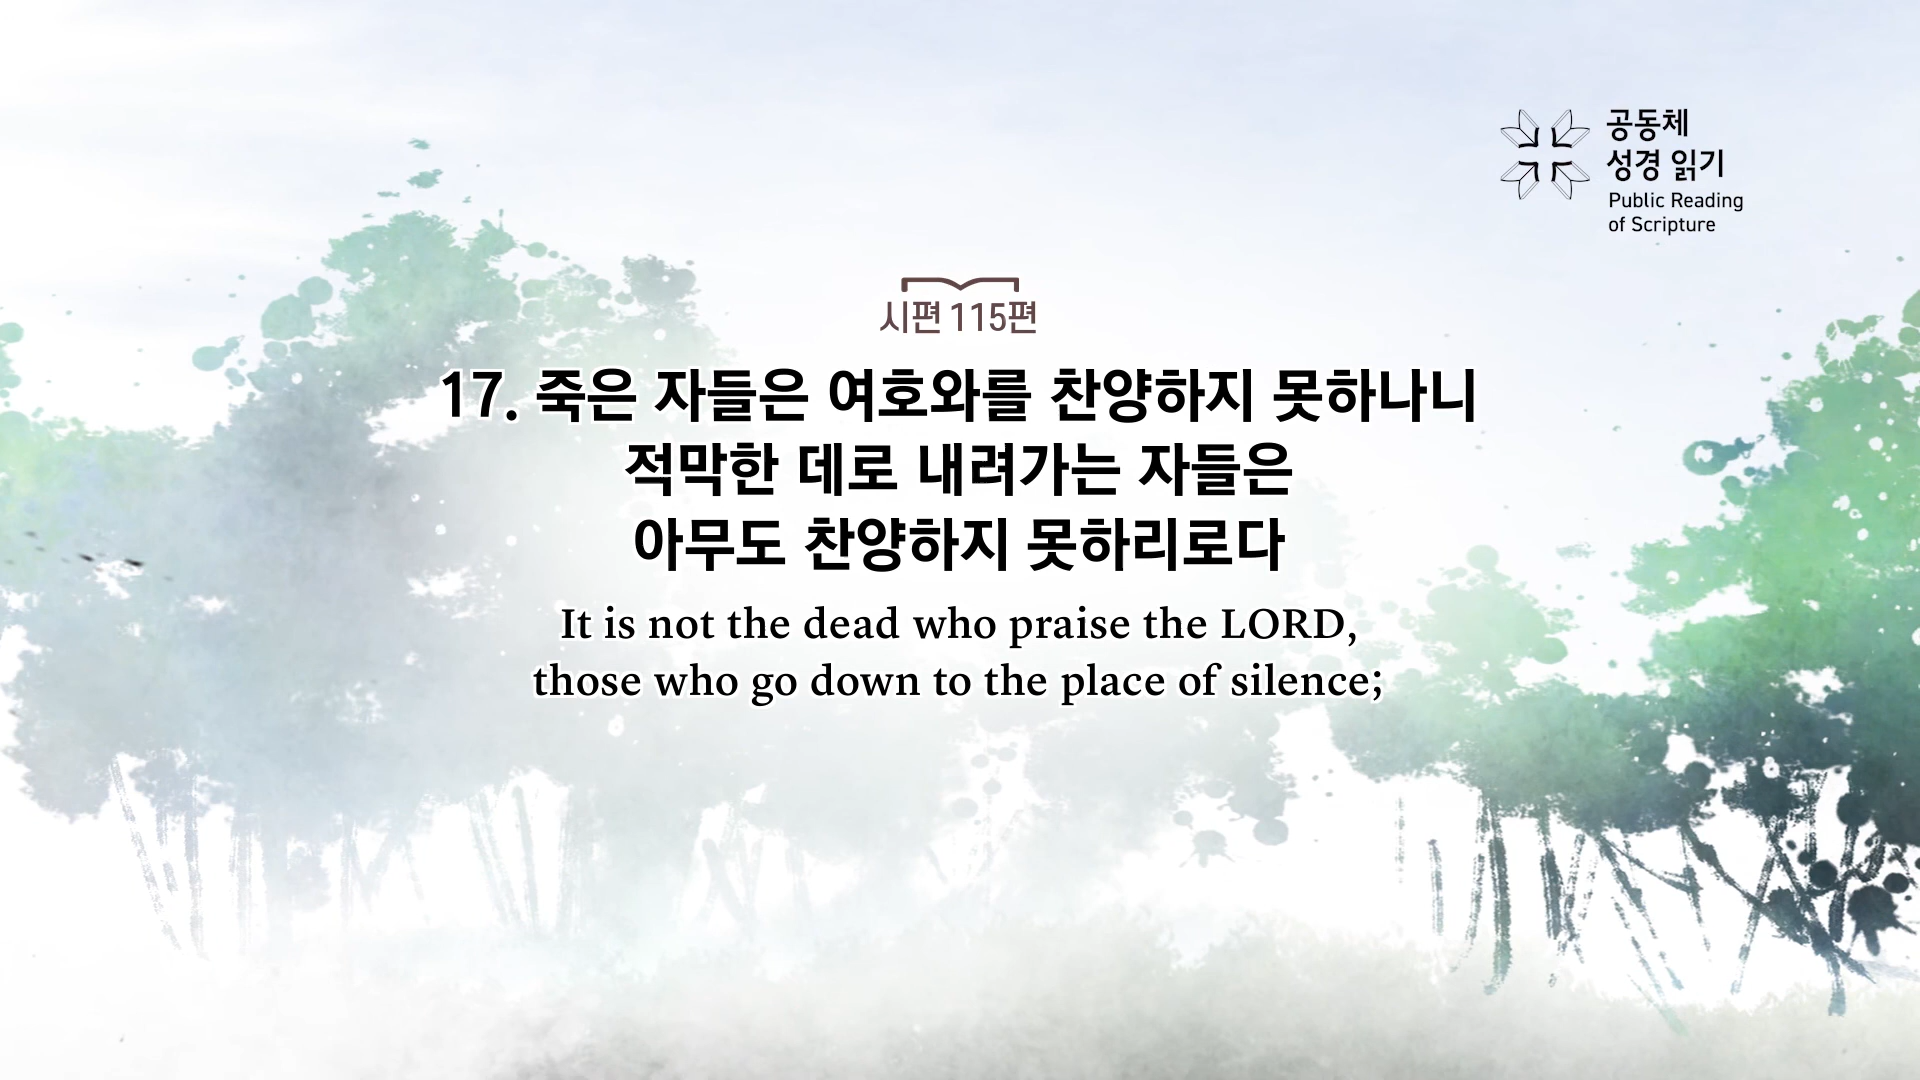 공동체
성경 읽기
Public Reading
of Scripture
시편 115편
17. 죽은 자들은 여호와를 찬양하지 못하나니
적막한 데로 내려가는 자들은
아무도 찬양하지 못하리로다
It is not the dead who praise the LORD,
those who go down to the place of silence;